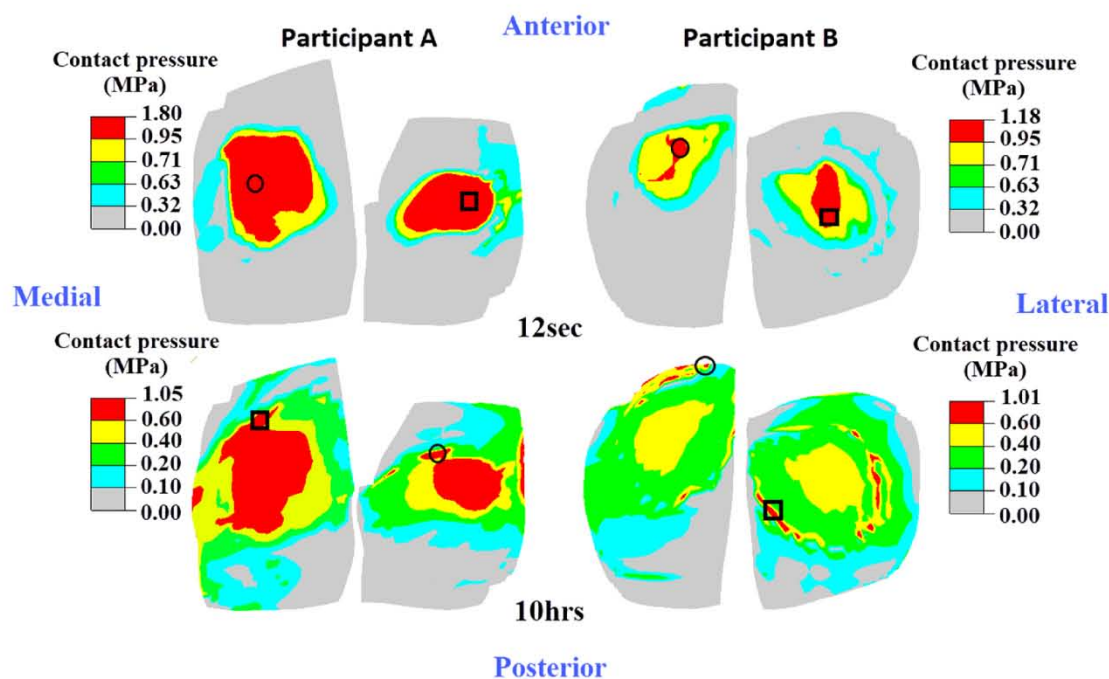 Participant A
Anterior
Participant B
Contact pressure
(MPa)
1.80
0.95
0.71
0.63
0.32
0.00
Contact pressure
(MPa)
1.18
0.95
0.71
0.63
0.32
0.00
Medial
12sec
Lateral
Contact pressure
(MPa)
1.05
0.60
0.40
0.20
0.10
0.00
Contact pressure
(MPa)
1.01
0.60
0.40
0.20
0.10
0.00
10hrs
Posterior